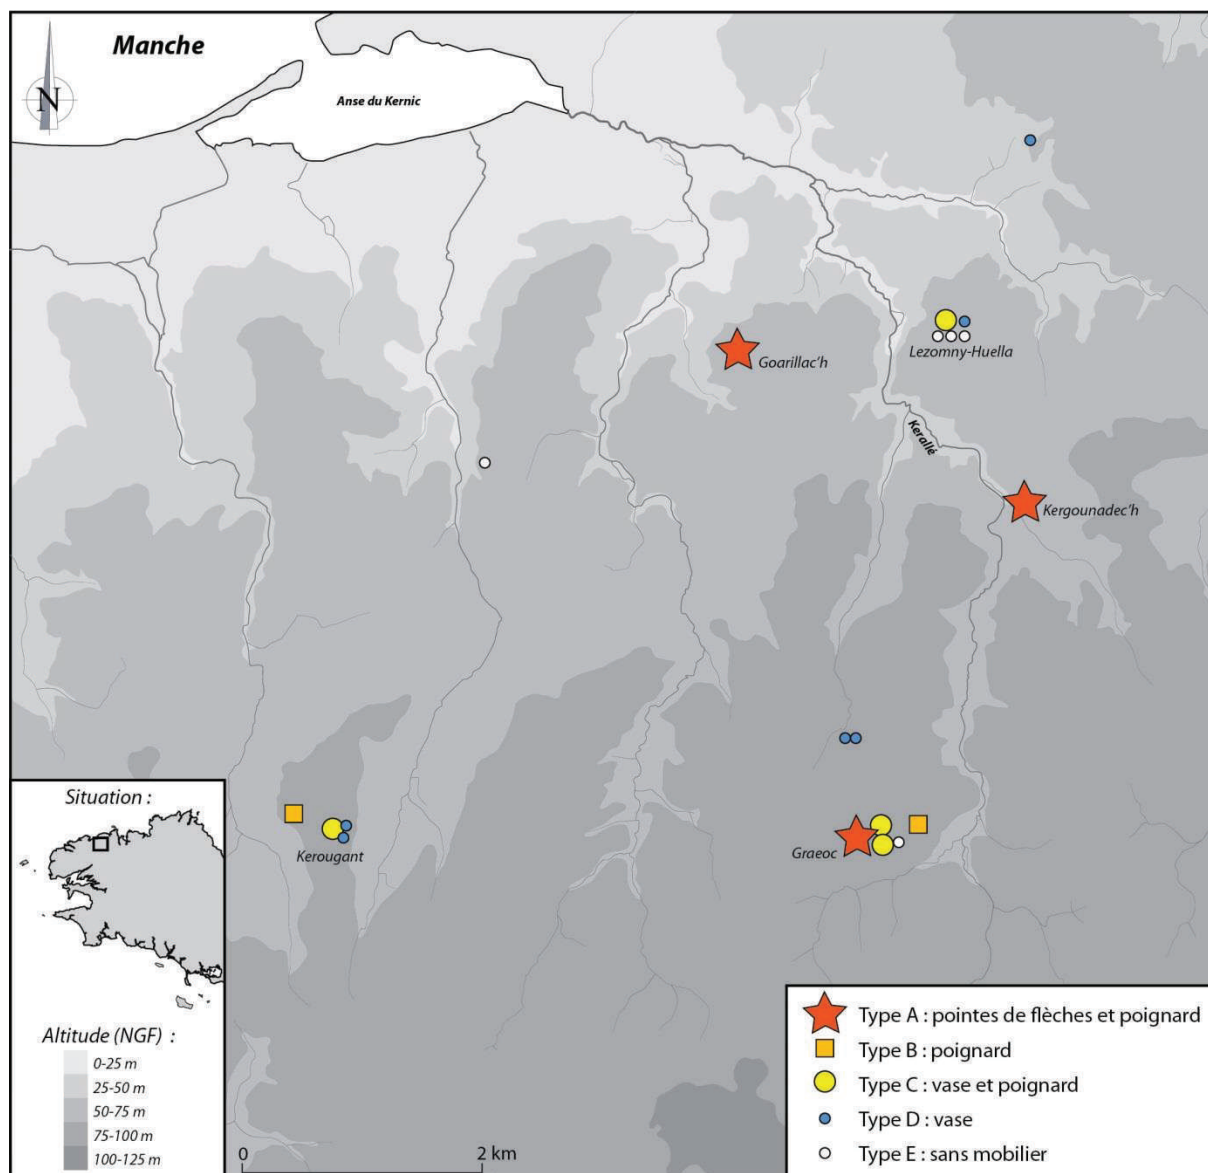 Manche
Anse du Kernic
N
Lezomny-Huella
Goarillac'h
Kerallé
Kergounadec'h
Kerougant
Graeoc
Situation :
Altitude (NGF) :
0-25 m
25-50 m
50-75 m
75-100 m
100-125 m
0
2 km
Type A : pointes de flèches et poignard
Type B : poignard
Type C : vase et poignard
Type D : vase
Type E : sans mobilier